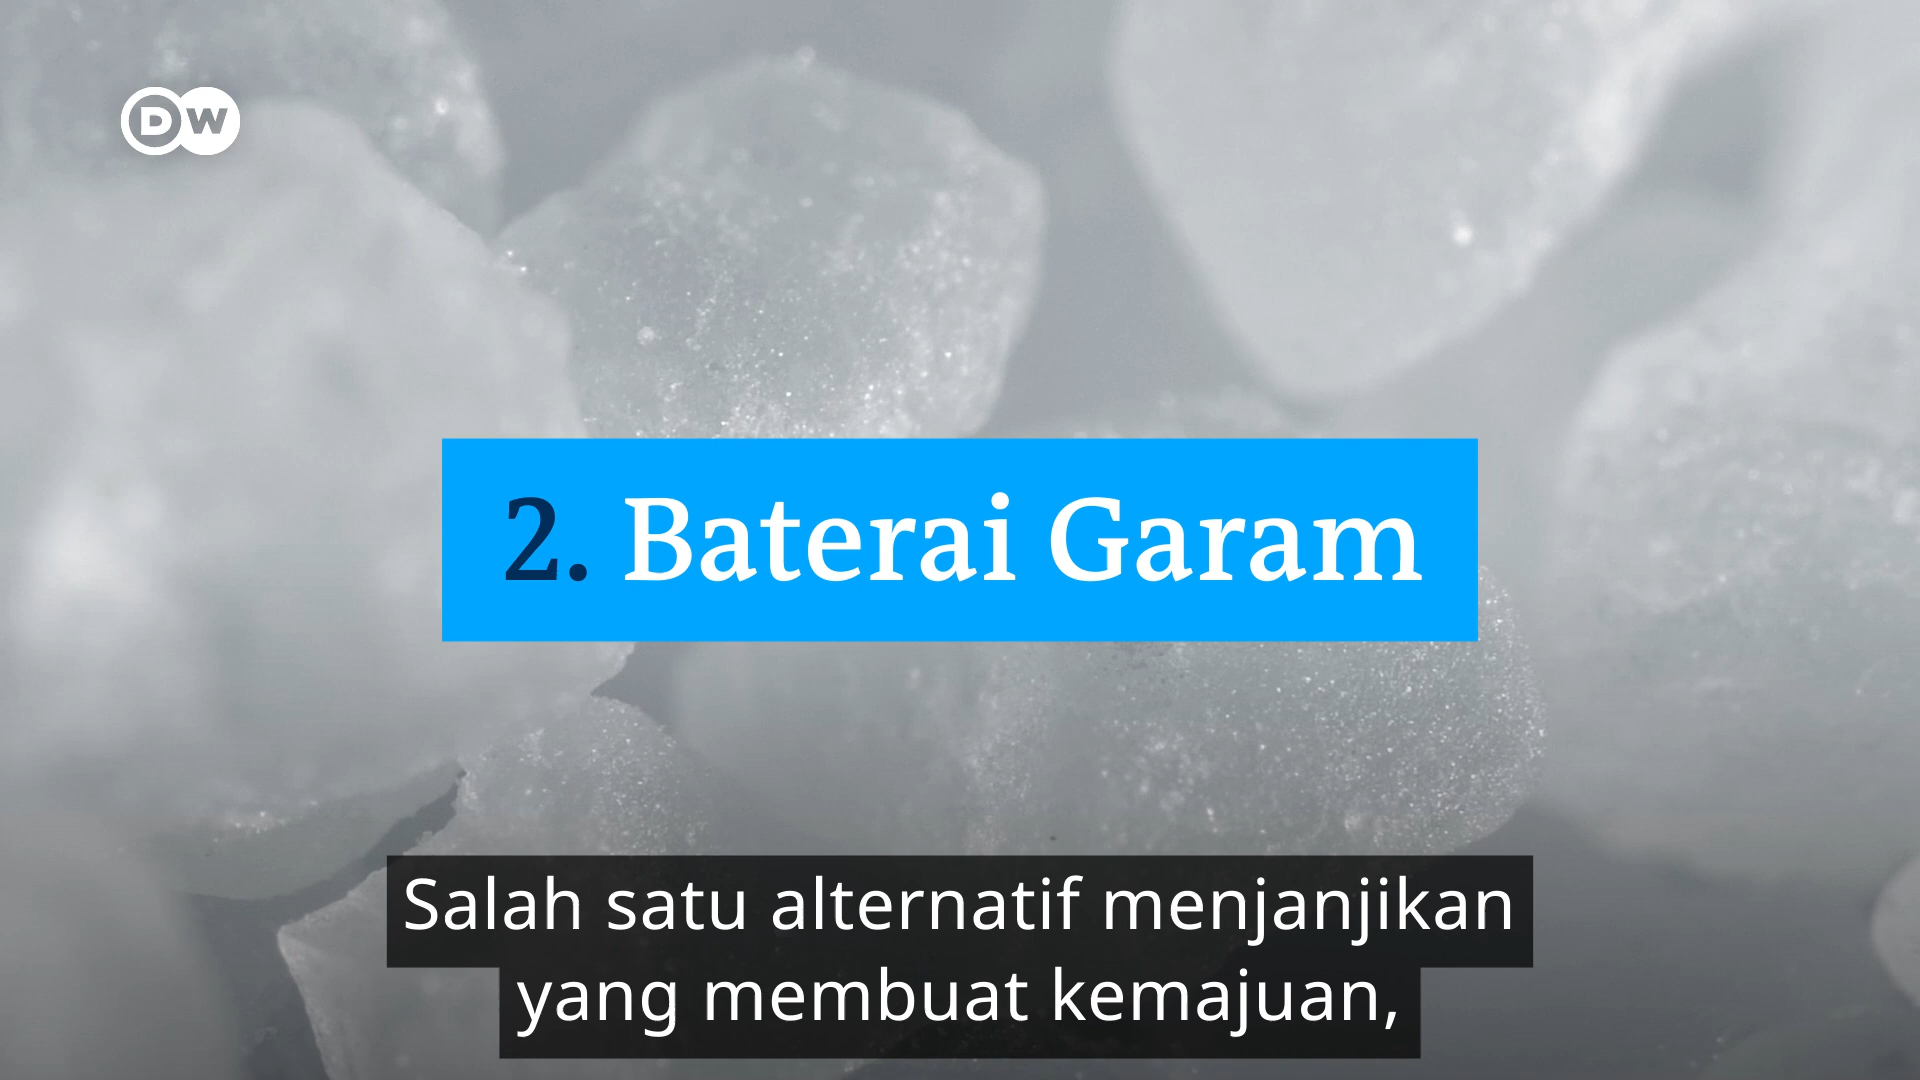 DW
2. Baterai Garam
Salah satu alternatif menjanjikan
yang membuat kemajuan,